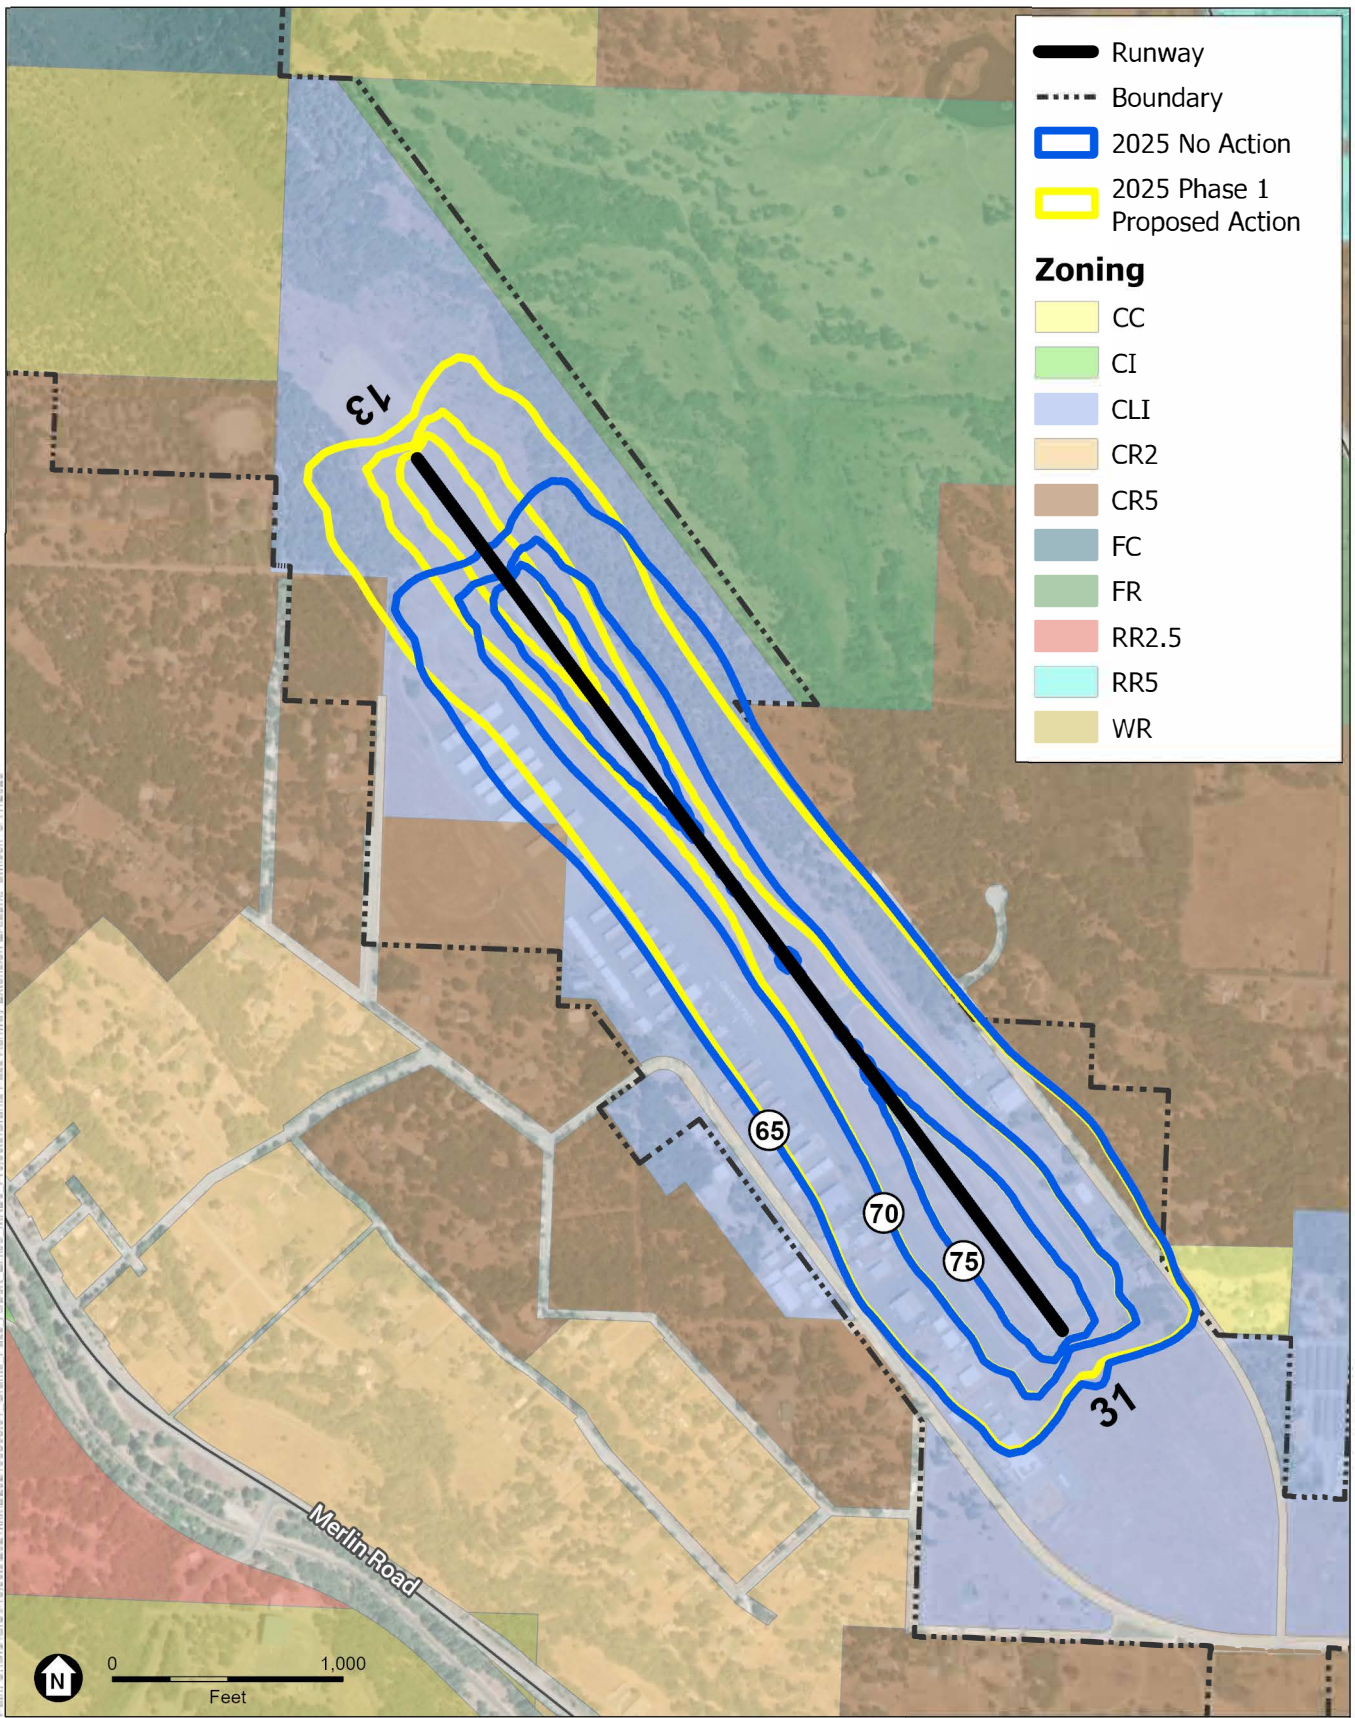 Runway
Boundary
2025 No Action
2025 Phase 1
Proposed Action
Zoning
CC
CI
CLI
CR2
CR5
FC
FR
RR2.5
RR5
WR
13
65
70
75
31
Merlin Road
N
0 1,000
Feet